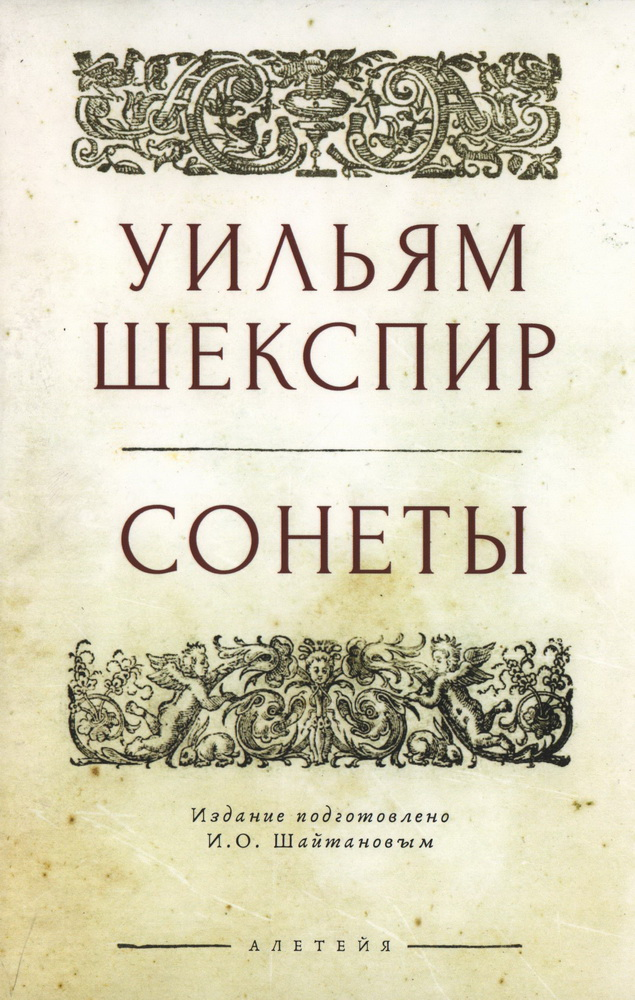 УИЛЬЯМ
ШЕКСПИР
СОНЕТЫ
Издание подготовлено
И.О. Шайтановым
АЛЕТЕЙЯ